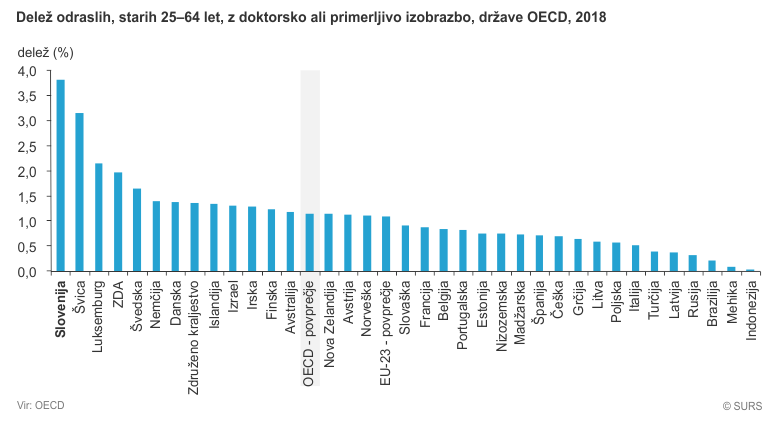 Delež odraslih, starih 25–64 let, z doktorsko ali primerljivo izobrazbo, države OECD, 2018
delež (%)
4,0
3,5
3,0
2,5
2,0
1,5
1,0
0,5
0,0
Slovenija
Švica
Luksemburg
ZDA
Švedska
Nemčija
Danska
Združeno kraljestvo
Islandija
Izrael
Irska
Finska
Avstralija
OECD - povprečje
Nova Zelandija
Avstrija
Norveška
EU-23 - povprečje
Slovaška
Francija
Belgija
Portugalska
Estonija
Nizozemska
Madžarska
Španija
Češka
Grčija
Litva
Poljska
Italija
Turčija
Latvija
Rusija
Brazilija
Mehika
Indonezija
Vir: OECD
© SURS